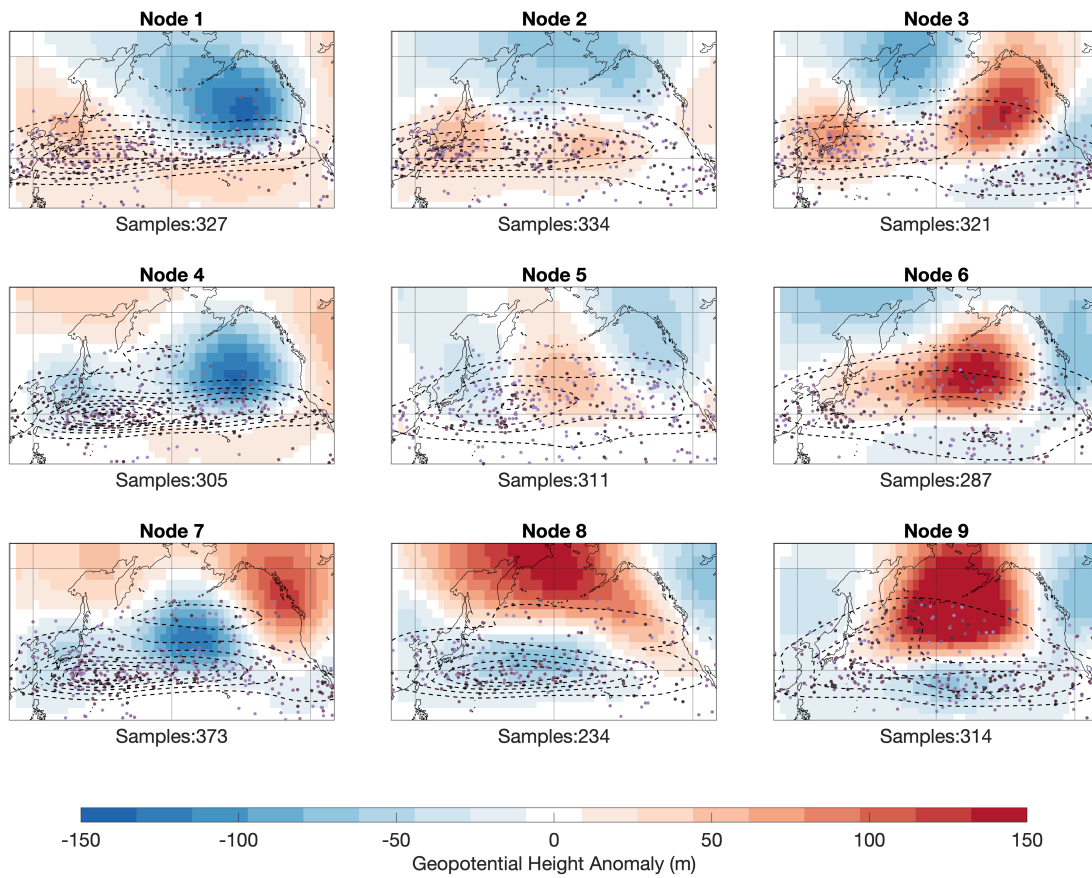 Node 1
Node 2
Node 3
Samples:327
Samples:334
Samples:321
Node 4
Node 5
Node 6
Samples:305
Samples:311
Samples:287
Node 7
Node 8
Node 9
Samples:373
Samples:234
Samples:314
-150 -100 -50 0 50 100 150
Geopotential Height Anomaly (m)